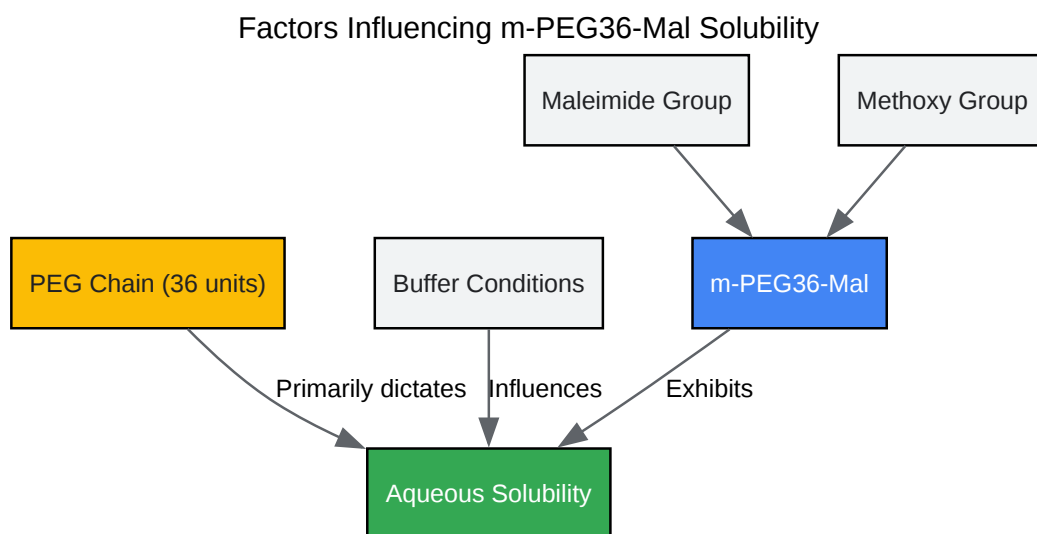 Factors Influencing m-PEG36-Mal Solubility
Maleimide Group
Methoxy Group
PEG Chain (36 units)
Buffer Conditions
m-PEG36-Mal
Primarily dictates
Influences
Exhibits
Aqueous Solubility